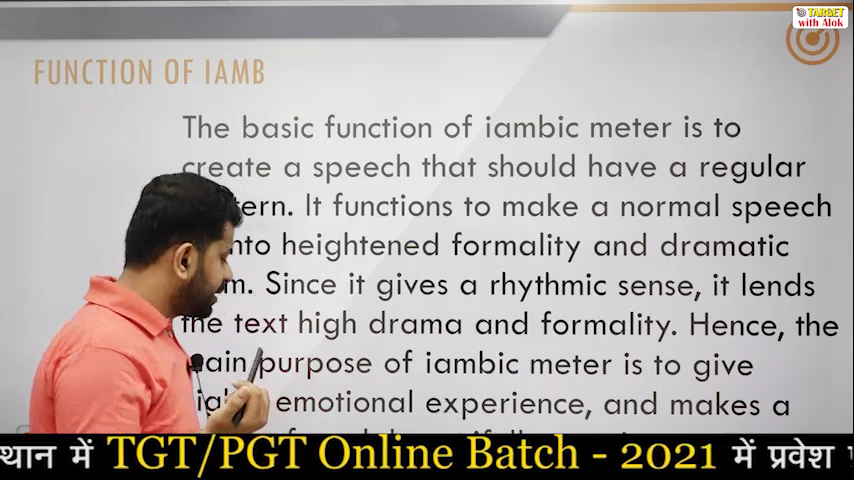 TARGET
with Alok
FUNCTION OF IAMB
The basic function of iambic meter is to
create a speech that should have a regular
It functions to make a normal speech
heightened formality and dramatic
Since it gives a rhythmic sense, it lends
the text high drama and formality. Hence, the
purpose of iambic meter is to give
emotional experience, and makes a
में TGT/PGT Online Batch - 2021 में प्रवेश